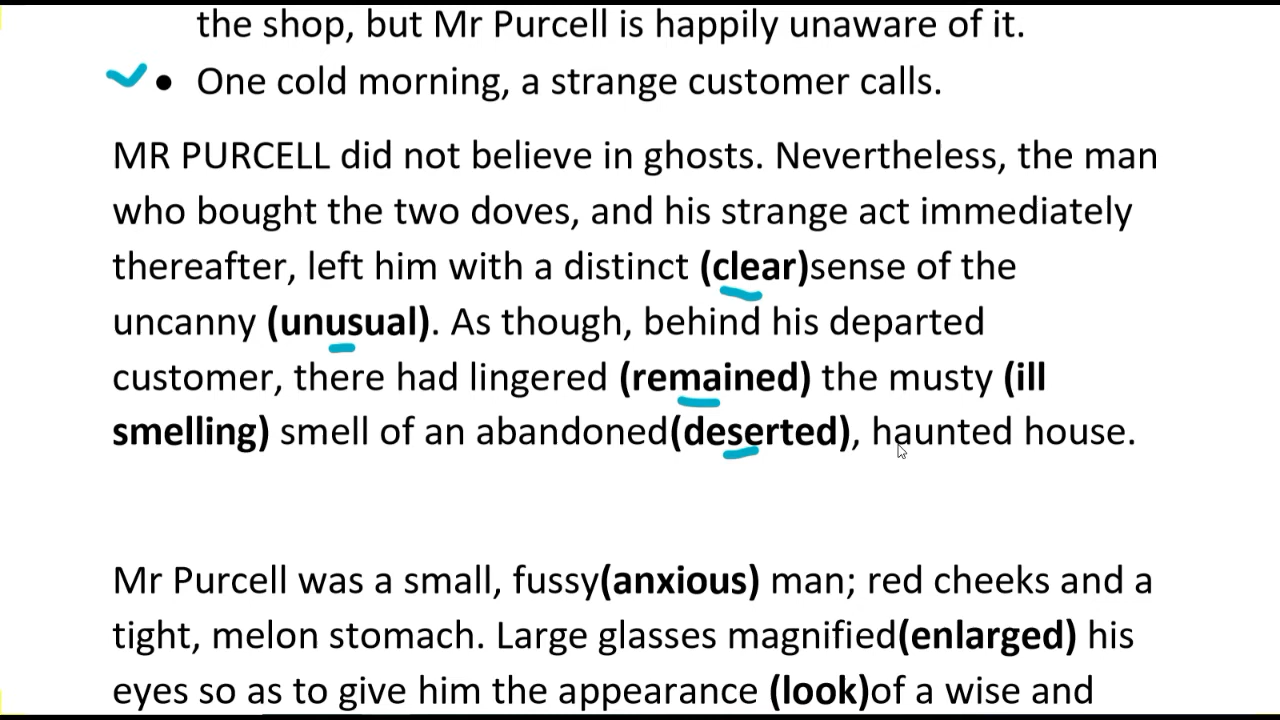 the shop, but Mr Purcell is happily unaware of it.
• One cold morning, a strange customer calls.
MR PURCELL did not believe in ghosts. Nevertheless, the man
who bought the two doves, and his strange act immediately
thereafter, left him with a distinct (clear)sense of the
uncanny (unusual). As though, behind his departed
customer, there had lingered (remained) the musty (ill
smelling) smell of an abandoned(deserted), haunted house.
Mr Purcell was a small, fussy(anxious) man; red cheeks and a
tight, melon stomach. Large glasses magnified(enlarged) his
eyes so as to give him the appearance (look)of a wise and